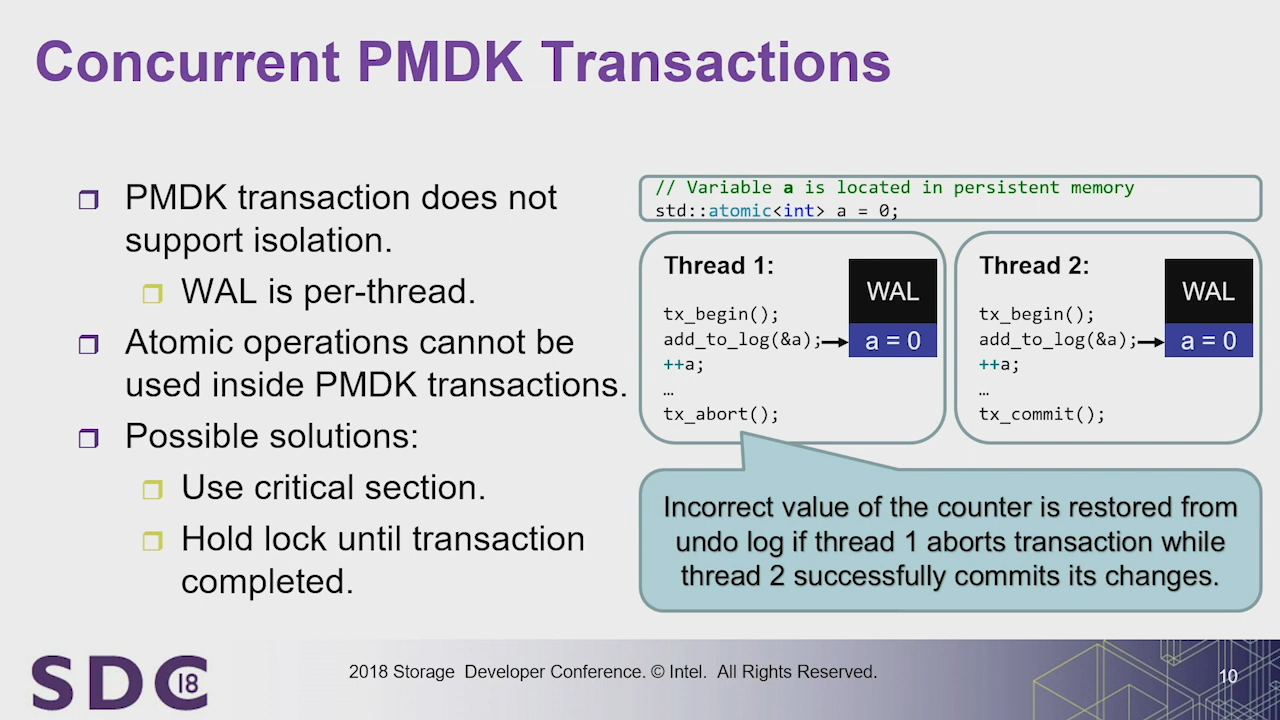 Concurrent PMDK Transactions
PMDK transaction does not
support isolation.
WAL is per-thread.
Atomic operations cannot be
used inside PMDK transactions.
Possible solutions:
Use critical section.
Hold lock until transaction
completed.
// Variable a is located in persistent memory
std::atomic<int> a = 0;
Thread 1:
tx_begin();
add_to_log(&a);
++a;
…
tx_abort();
WAL
a = 0
Thread 2:
tx_begin();
add_to_log(&a);
++a;
…
tx_commit();
WAL
a = 0
Incorrect value of the counter is restored from
undo log if thread 1 aborts transaction while
thread 2 successfully commits its changes.
SDC 18
2018 Storage Developer Conference. © Intel. All Rights Reserved.
10